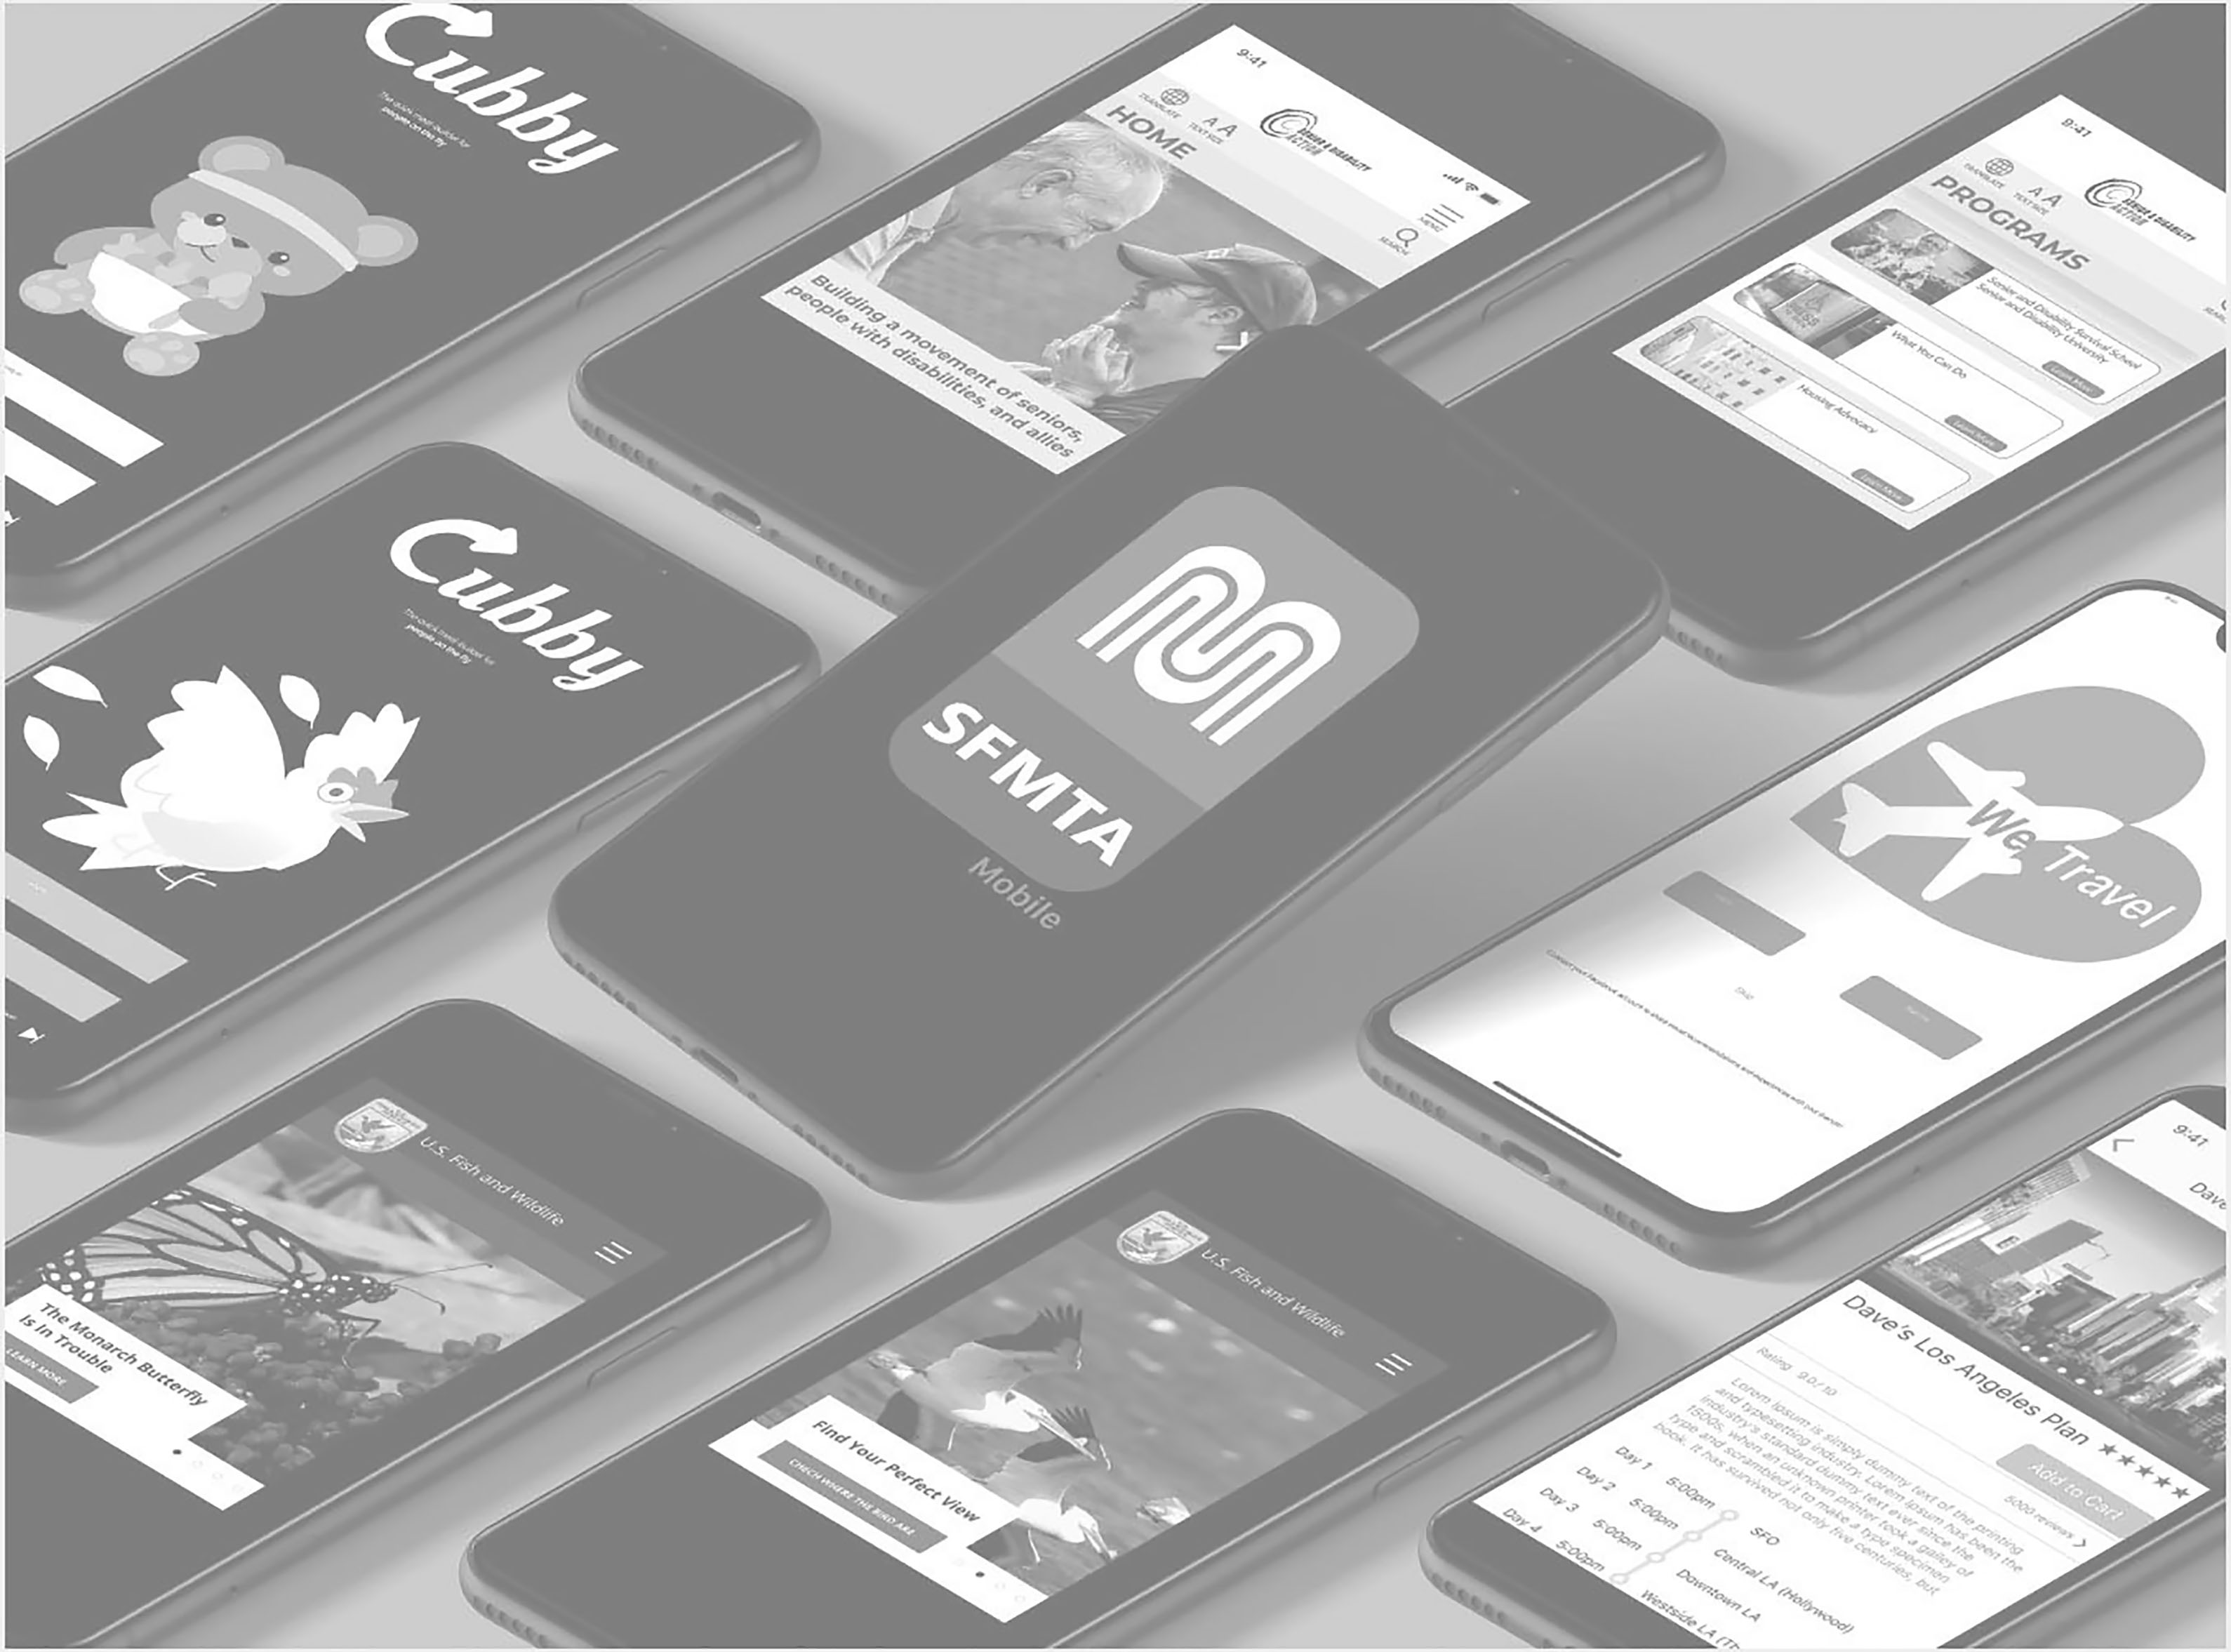 Cubby
The quick meal-builder for
people on the fly
9:41
TRANSLATE
A A
TEXT SIZE
SENIOR & DISABILITY
ACTION
MENU
SEARCH
HOME
Building a movement of seniors,
people with disabilities, and allies
9:41
TRANSLATE
A A
TEXT SIZE
SENIOR & DISABILITY
ACTION
PROGRAMS
Senior and Disability Survival School
Senior and Disability University
Learn More
What You Can Do
Learn More
Housing Advocacy
Learn More
Cubby
The quick meal-builder for
people on the fly
SFMTA
Mobile
We Travel
Skip
U.S. Fish and Wildlife
The Monarch Butterfly
Is In Trouble
LEARN MORE
U.S. Fish and Wildlife
Find Your Perfect View
CHECH WHERE THE BIRD ARE
9:41
Dave
Dave's Los Angeles Plan ★★★★★
Rating 9.0/10
5000 reviews
Add to Cart
Lorem Ipsum is simply dummy text of the printing
and typesetting industry. Lorem Ipsum has been the
industry's standard dummy text ever since the
1500s, when an unknown printer took a galley of
type and scrambled it to make a type specimen
book. It has survived not only five centuries, but
Day 1 5:00pm SFO
Day 2 5:00pm Central LA (Hollywood)
Day 3 5:00pm Downtown LA
Day 4 5:00pm Westside LA (Th